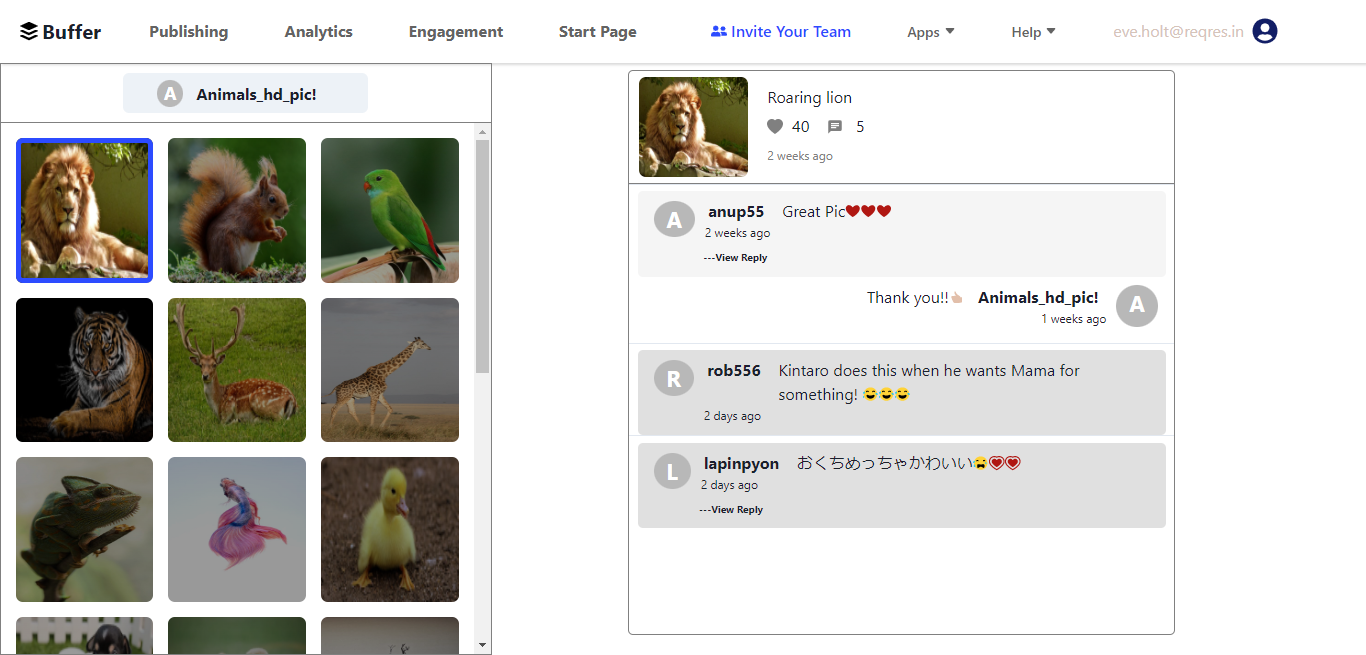 Buffer Publishing Analytics Engagement Start Page Invite Your Team Apps Help eve.holt@reqres.in
A Animals_hd_pic!
Roaring lion
40 5
2 weeks ago
A anup55 Great Pic❤❤❤
2 weeks ago
---View Reply
Thank you!!👍🏼 Animals_hd_pic! A
1 weeks ago
R rob556 Kintaro does this when he wants Mama for
something! 😂😂😂
2 days ago
L lapinpyon おくちめっちゃかわいい😭💓💓
2 days ago
---View Reply